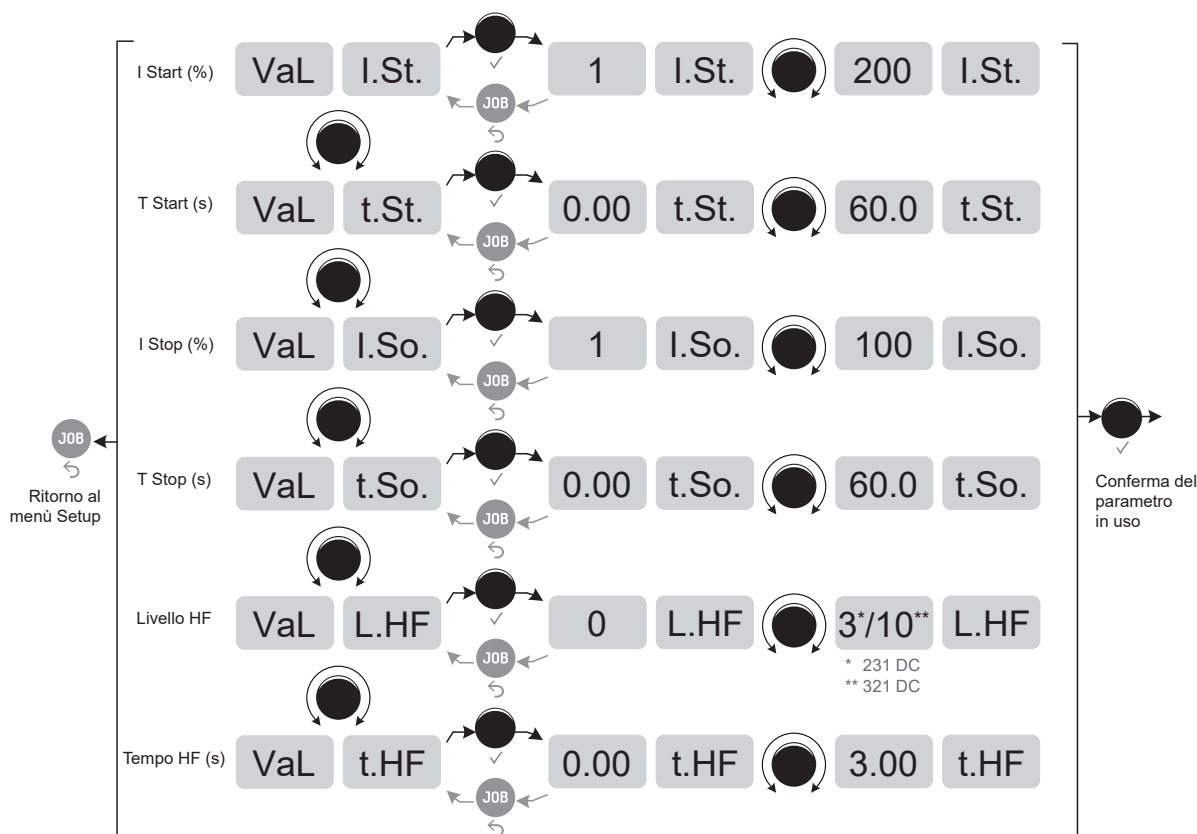 I Start (%) VaL I.St. 1 I.St. 200 I.St.
JOB
T Start (s) VaL t.St. 0.00 t.St. 60.0 t.St.
JOB
I Stop (%) VaL I.So. 1 I.So. 100 I.So.
JOB
JOB
Ritorno al
menù Setup
T Stop (s) VaL t.So. 0.00 t.So. 60.0 t.So.
Conferma del
parametro
in uso
JOB
Livello HF VaL L.HF 0 L.HF 3*/10** L.HF
JOB
* 231 DC
** 321 DC
Tempo HF (s) VaL t.HF 0.00 t.HF 3.00 t.HF
JOB